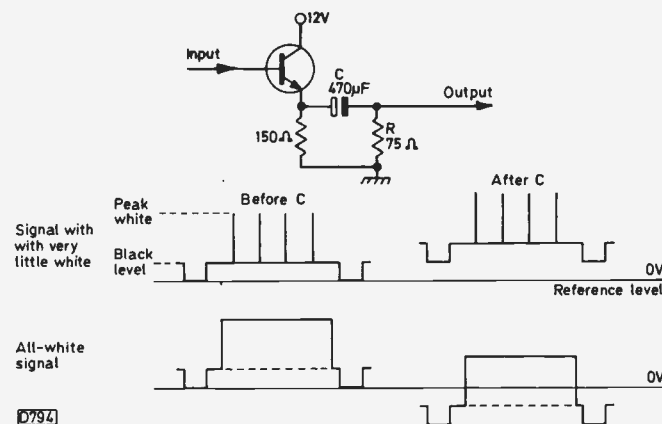 12V
Input
C
470µF
Output
150Ω
R
75Ω
Before C
After C
Peak
white
Signal with
with very
little white
Black
level
0V
Reference level
All-white
signal
0V
D794